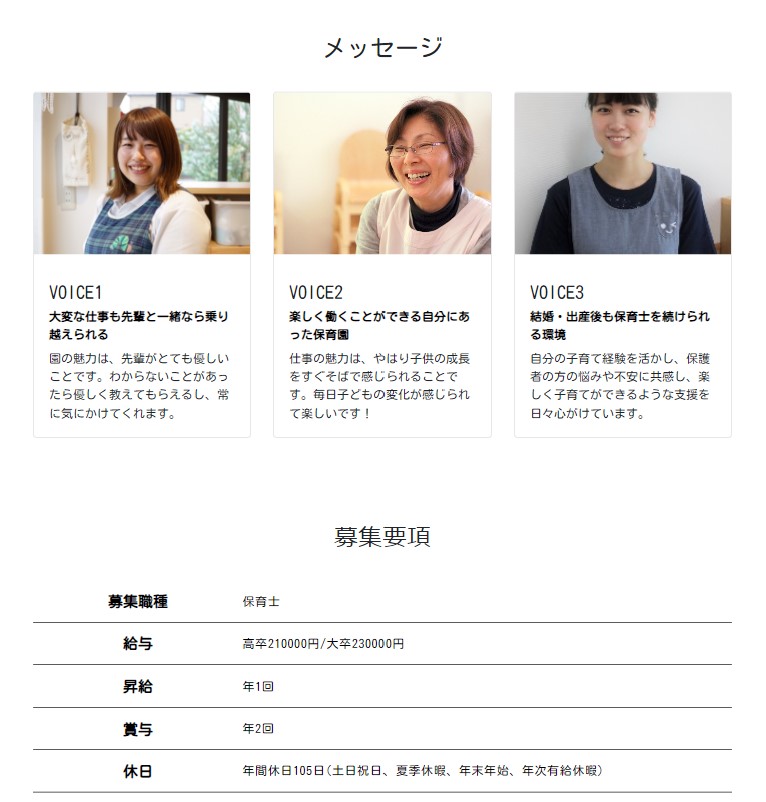 メッセージ
VOICE1
大変な仕事も先輩と一緒なら乗り
越えられる
園の魅力は、先輩がとても優しい
ことです。わからないことがあっ
たら優しく教えてもらえるし、常
に気にかけてくれます。
VOICE2
楽しく働くことができる自分にあ
った保育園
仕事の魅力は、やはり子供の成長
をすぐそばで感じられることで
す。毎日子どもの変化が感じられ
て楽しいです！
VOICE3
結婚・出産後も保育士を続けられ
る環境
自分の子育て経験を活かし、保護
者の方の悩みや不安に共感し、楽
しく子育てができるような支援を
日々心がけています。
募集要項
募集職種 保育士
給与 高卒210000円/大卒230000円
昇給 年1回
賞与 年2回
休日 年間休日105日(土日祝日、夏季休暇、年末年始、年次有給休暇)